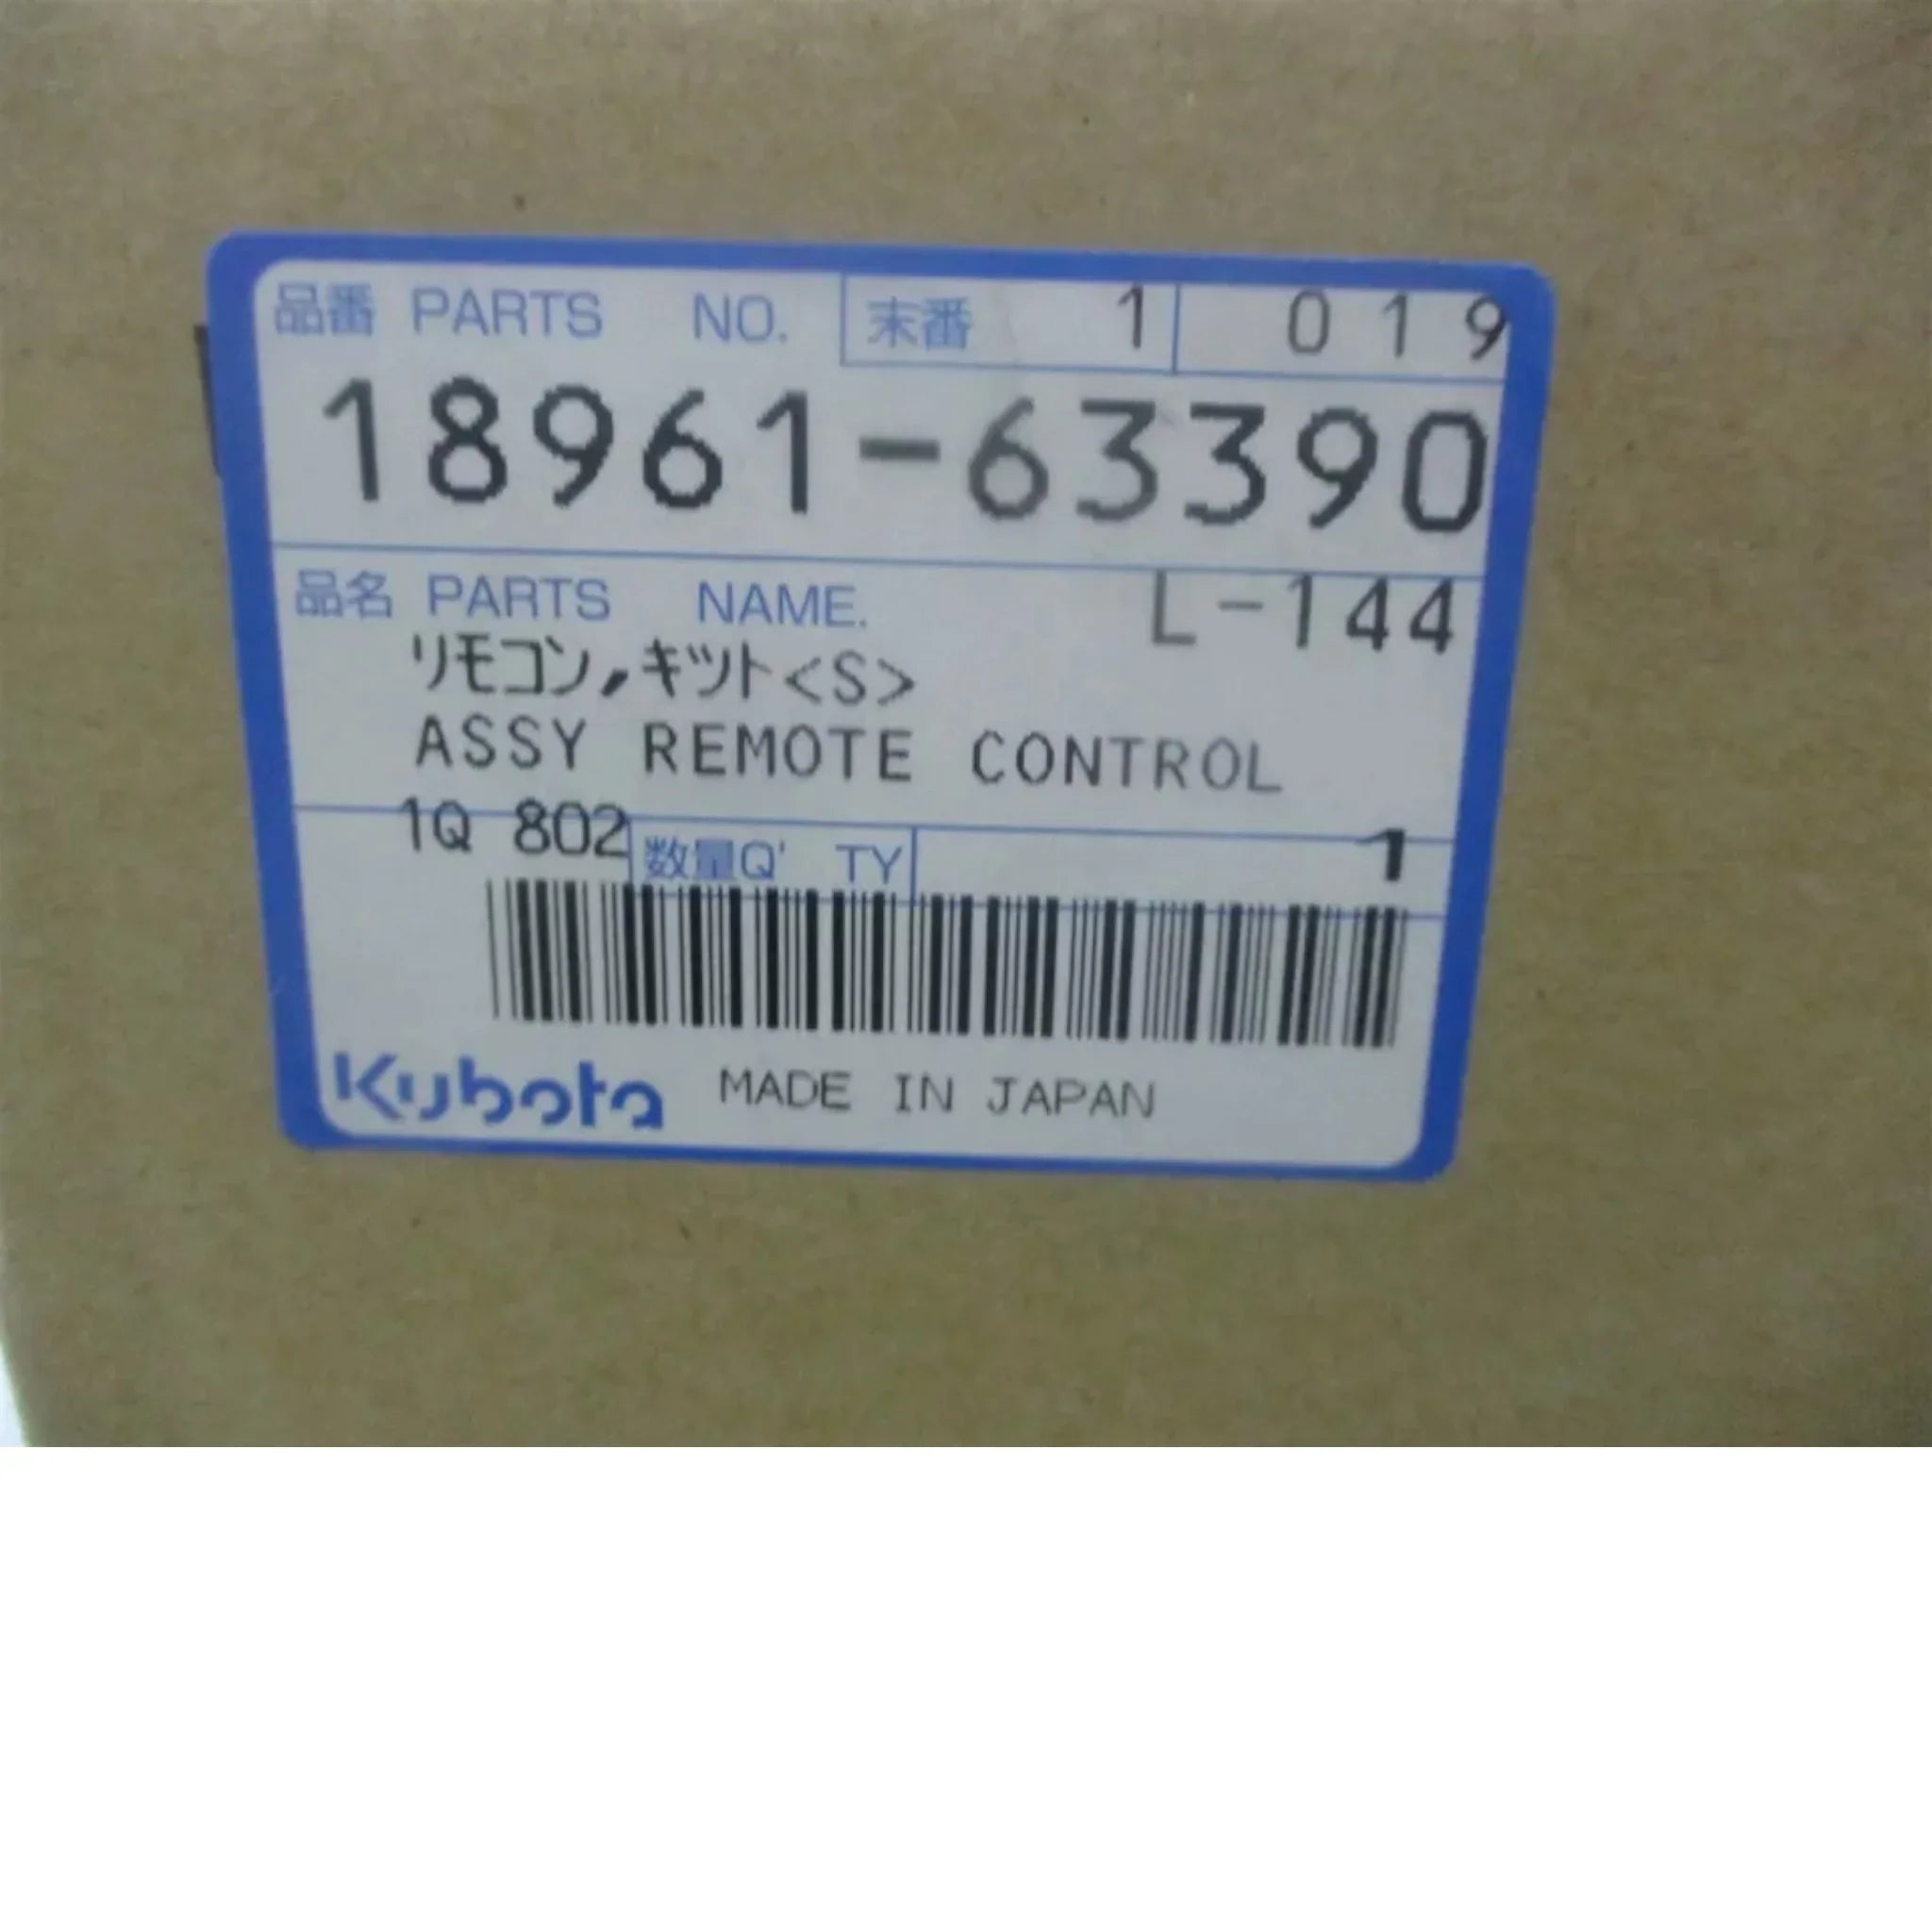 品番 PARTS NO. 末番 1 019
18961-63390
品名 PARTS NAME. L-144
リモコン,キツト<S>
ASSY REMOTE CONTROL
1Q 802 数量Q' TY 1
Kubota MADE IN JAPAN